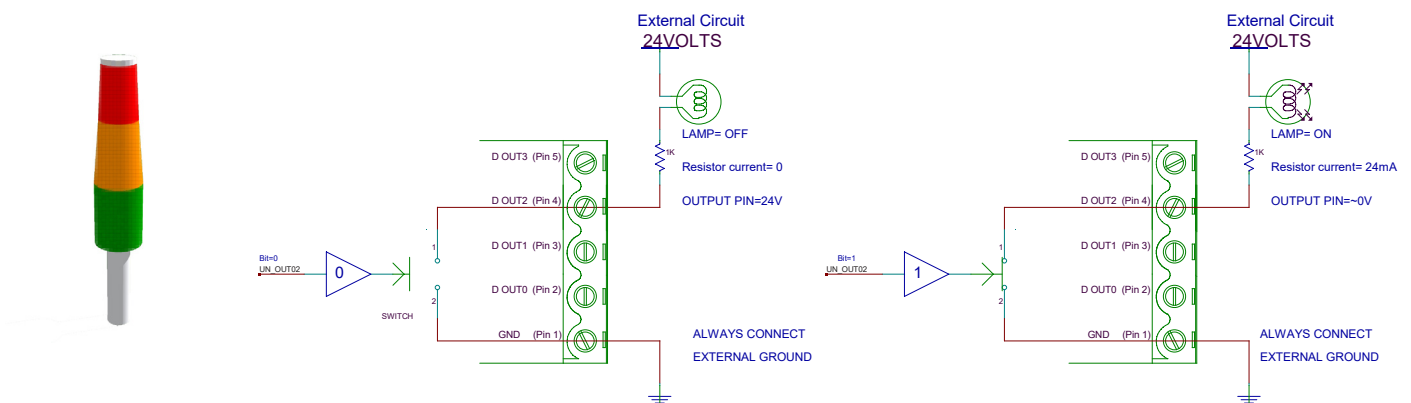 External Circuit
24VOLTS
LAMP= OFF
1K
D OUT3 (Pin 5)
Resistor current= 0
D OUT2 (Pin 4)
OUTPUT PIN=24V
1
D OUT1 (Pin 3)
Bit=0
UN_OUT02
0
2
D OUT0 (Pin 2)
SWITCH
GND (Pin 1)
ALWAYS CONNECT
EXTERNAL GROUND
External Circuit
24VOLTS
LAMP= ON
1K
D OUT3 (Pin 5)
Resistor current= 24mA
D OUT2 (Pin 4)
OUTPUT PIN=~0V
1
D OUT1 (Pin 3)
Bit=1
UN_OUT02
1
2
D OUT0 (Pin 2)
GND (Pin 1)
ALWAYS CONNECT
EXTERNAL GROUND